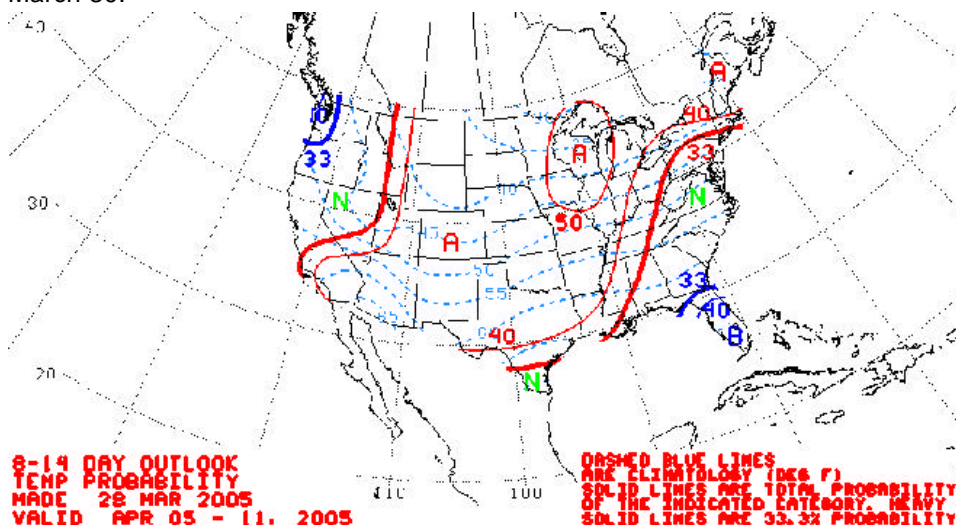 March 30.
40
A
40
40
33
33
A
30
N
N
50
45
A
50
55
33
40
65
60
40
B
20
N
8-14 DAY OUTLOOK
TEMP PROBABILITY
MADE 28 MAR 2005
VALID APR 05 - 11, 2005
110
100
DASHED BLUE LINES
ARE CLIMATOLOGY (DEG F)
SOLID LINES ARE TOTAL PROBABILITY
OF THE INDICATED CATEGORY. HEAVY
SOLID LINES ARE 33.3% PROBABILITY